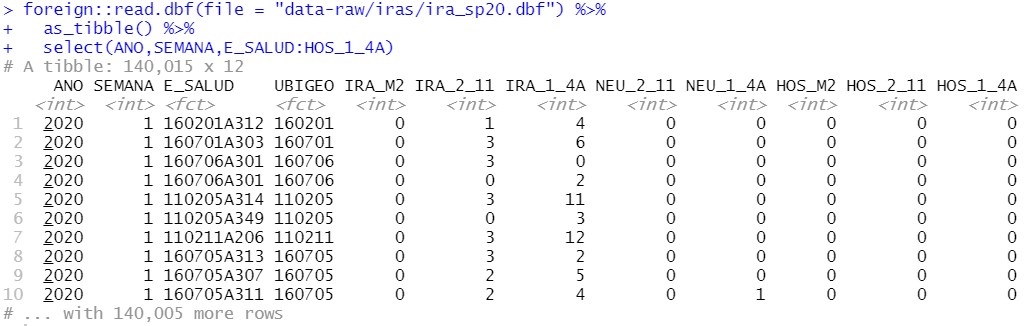 > foreign::read.dbf(file = "data-raw/iras/ira_sp20.dbf") %>%
+   as_tibble() %>%
+   select(ANO,SEMANA,E_SALUD:HOS_1_4A)
# A tibble: 140,015 x 12
ANO SEMANA E_SALUD UBIGEO IRA_M2 IRA_2_11 IRA_1_4A NEU_2_11 NEU_1_4A HOS_M2 HOS_2_11 HOS_1_4A
<int> <int> <fct> <fct> <int> <int> <int> <int> <int> <int> <int> <int>
1 2020 1 160201A312 160201 0 1 4 0 0 0 0 0
2 2020 1 160701A303 160701 0 3 6 0 0 0 0 0
3 2020 1 160706A301 160706 0 3 0 0 0 0 0 0
4 2020 1 160706A301 160706 0 0 2 0 0 0 0 0
5 2020 1 110205A314 110205 0 3 11 0 0 0 0 0
6 2020 1 110205A349 110205 0 0 3 0 0 0 0 0
7 2020 1 110211A206 110211 0 3 12 0 0 0 0 0
8 2020 1 160705A313 160705 0 3 2 0 0 0 0 0
9 2020 1 160705A307 160705 0 2 5 0 0 0 0 0
10 2020 1 160705A311 160705 0 2 4 0 1 0 0 0
# ... with 140,005 more rows